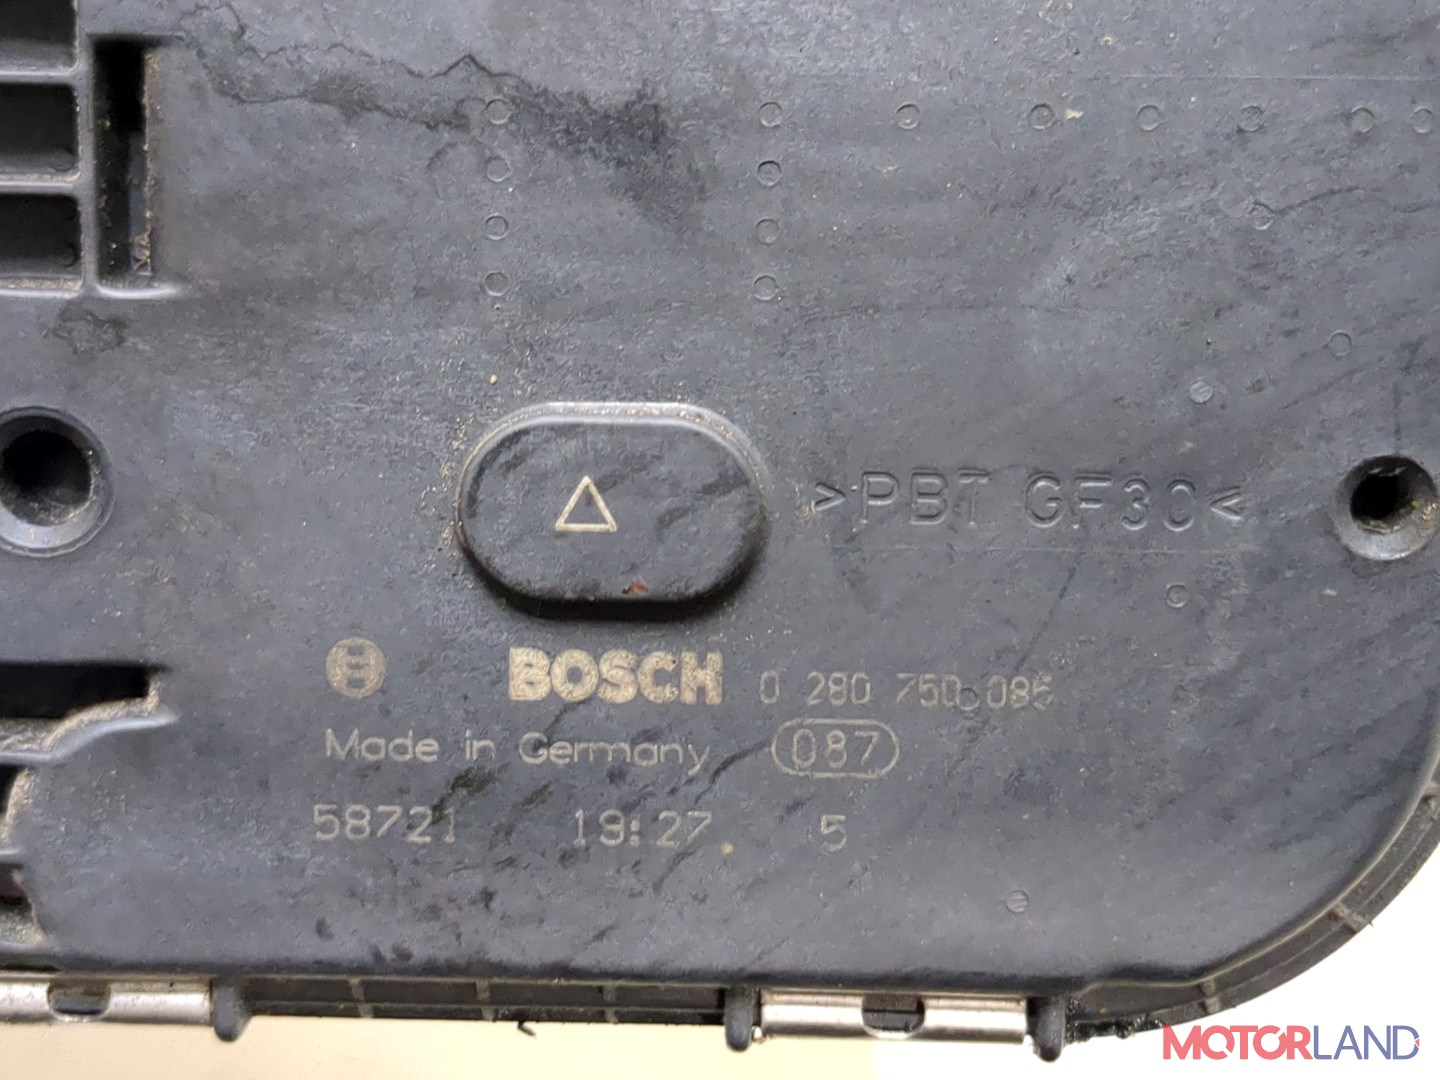 >PBT GF30<
BOSCH 0 280 750 085
Made in Germany 087
58721 19:27 5
MOTORLAND